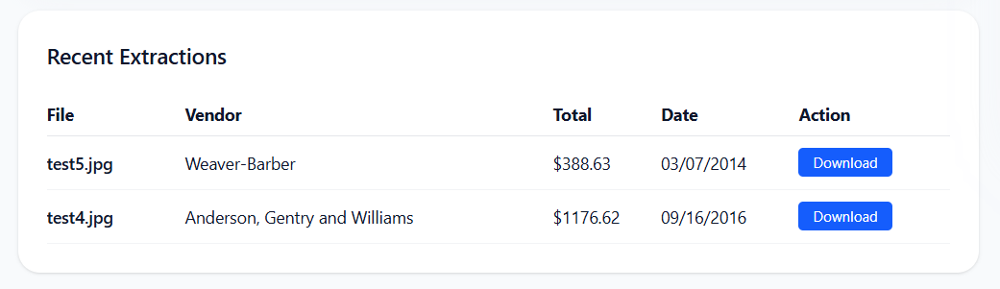 Recent Extractions
File Vendor Total Date Action
test5.jpg Weaver-Barber $388.63 03/07/2014 Download
test4.jpg Anderson, Gentry and Williams $1176.62 09/16/2016 Download